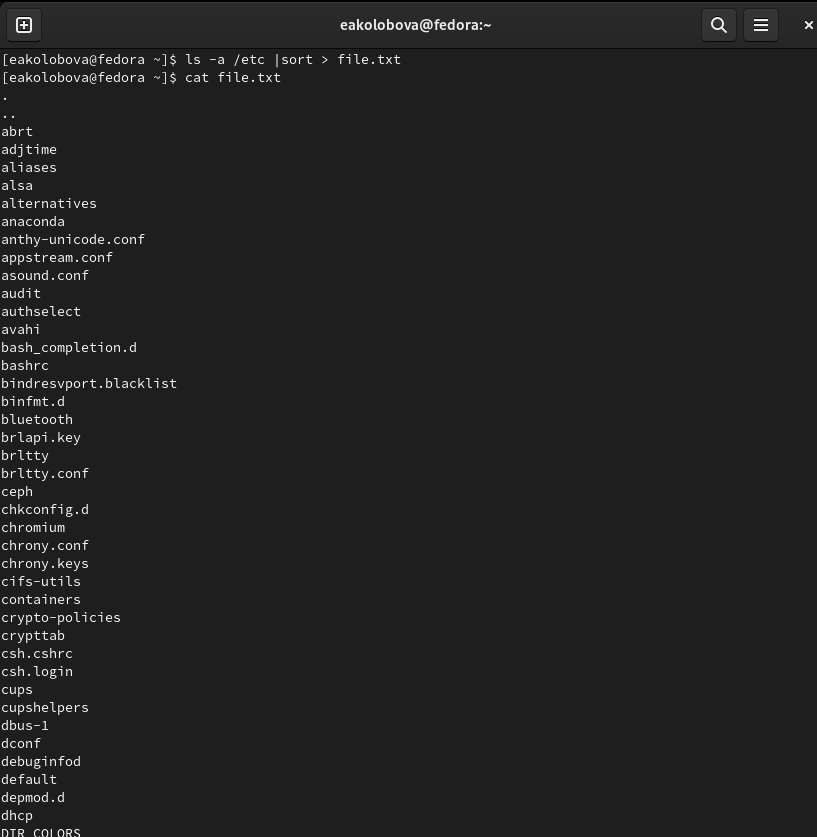 eakolobova@fedora:~
[eakolobova@fedora ~]$ ls -a /etc |sort > file.txt
[eakolobova@fedora ~]$ cat file.txt
.
..
abrt
adjtime
aliases
alsa
alternatives
anaconda
anthy-unicode.conf
appstream.conf
asound.conf
audit
authselect
avahi
bash_completion.d
bashrc
bindresvport.blacklist
binfmt.d
bluetooth
brlapi.key
brltty
brltty.conf
ceph
chkconfig.d
chromium
chrony.conf
chrony.keys
cifs-utils
containers
crypto-policies
crypttab
csh.cshrc
csh.login
cups
cupshelpers
dbus-1
dconf
debuginfod
default
depmod.d
dhcp
DIR_COLORS